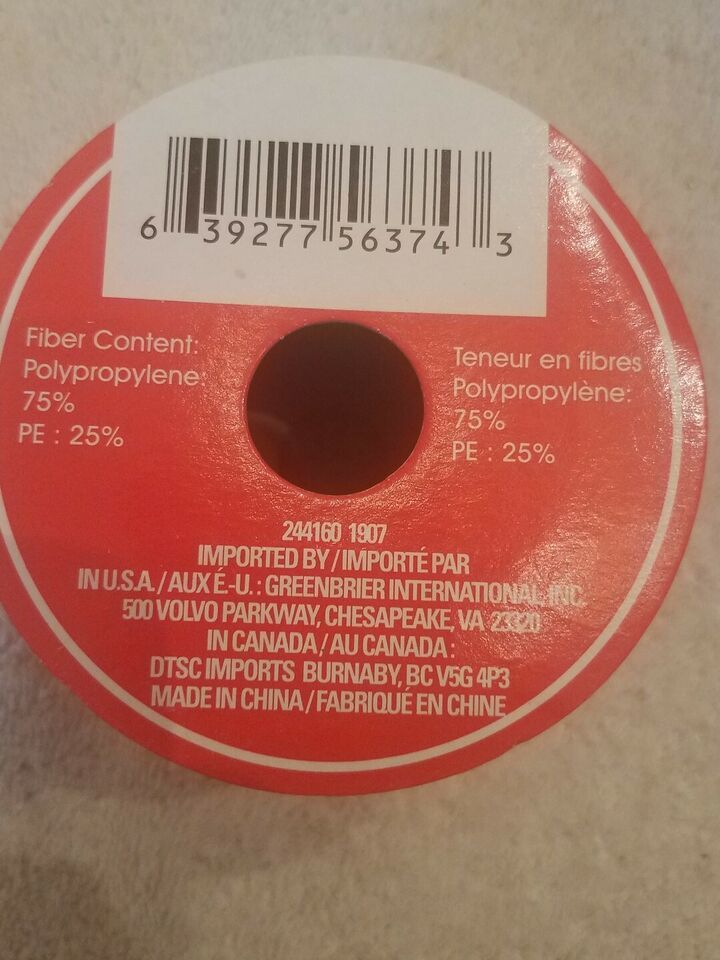 6 39277 56374 3
Fiber Content:
Polypropylene:
75%
PE : 25%
Teneur en fibres
Polypropylène:
75%
PE : 25%
244160 1907
IMPORTED BY / IMPORTÉ PAR
IN U.S.A. / AUX É.-U. : GREENBRIER INTERNATIONAL, INC.
500 VOLVO PARKWAY, CHESAPEAKE, VA 23320
IN CANADA / AU CANADA :
DTSC IMPORTS BURNABY, BC V5G 4P3
MADE IN CHINA / FABRIQUÉ EN CHINE